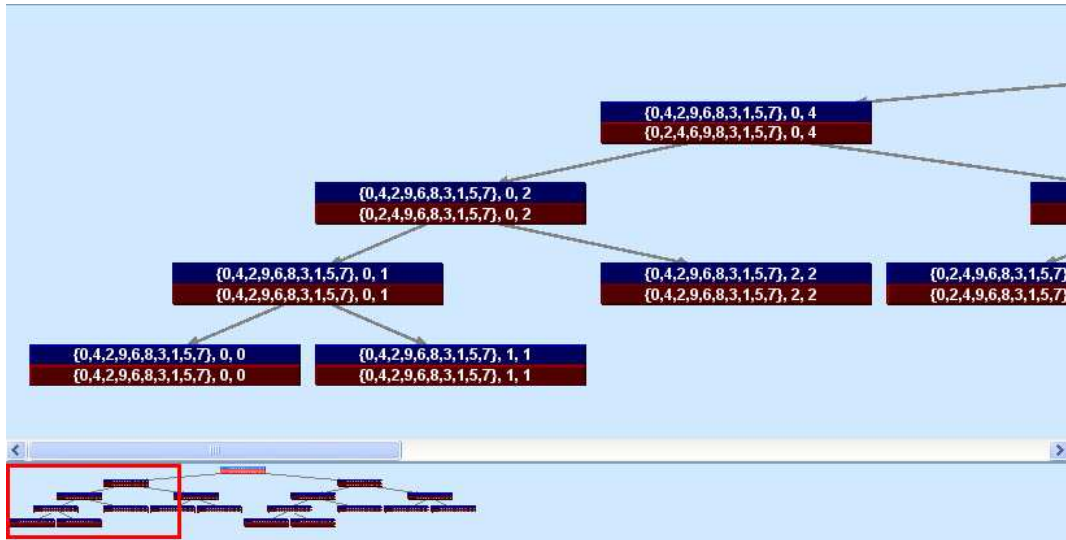 {0,4,2,9,6,8,3,1,5,7}, 0, 4
{0,2,4,6,9,8,3,1,5,7}, 0, 4
{0,4,2,9,6,8,3,1,5,7}, 0, 2
{0,2,4,9,6,8,3,1,5,7}, 0, 2
{0,4,2,9,6,8,3,1,5,7}, 0, 1
{0,4,2,9,6,8,3,1,5,7}, 0, 1
{0,4,2,9,6,8,3,1,5,7}, 2, 2
{0,4,2,9,6,8,3,1,5,7}, 2, 2
{0,2,4,9,6,8,3,1,5,7}
{0,2,4,9,6,8,3,1,5,7}
{0,4,2,9,6,8,3,1,5,7}, 0, 0
{0,4,2,9,6,8,3,1,5,7}, 0, 0
{0,4,2,9,6,8,3,1,5,7}, 1, 1
{0,4,2,9,6,8,3,1,5,7}, 1, 1